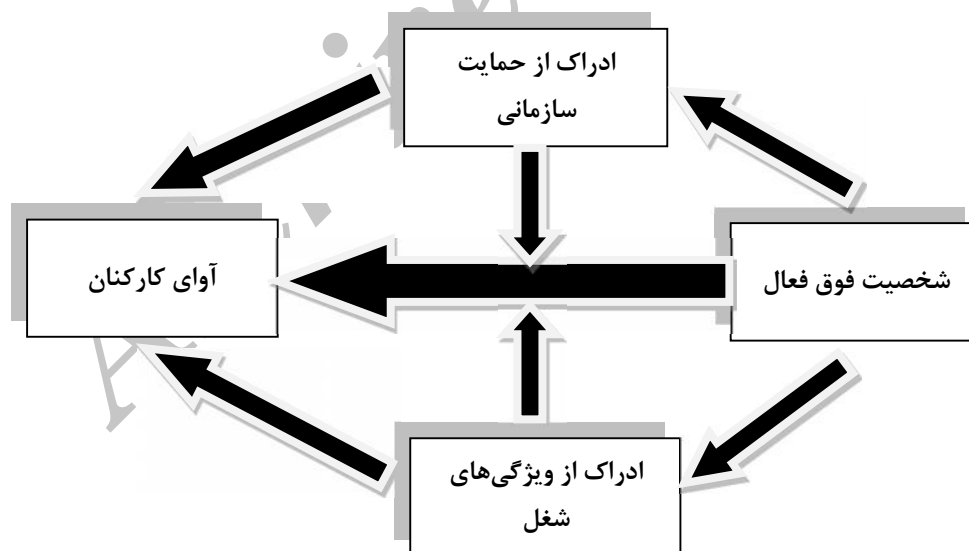 ادراک از حمایت
سازمانی
شخصیت فوق فعال
آوای کارکنان
ادراک از ویژگی‌های
شغل